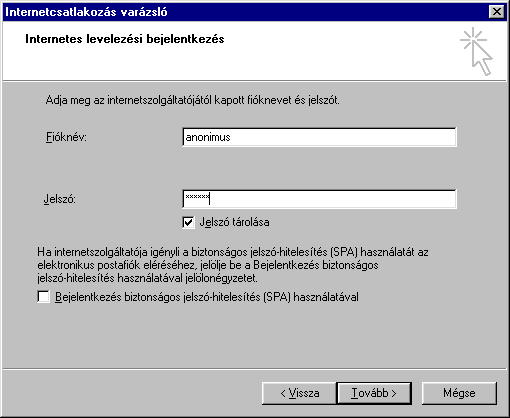 Internetcsatlakozás varázsló
Internetes levelezési bejelentkezés
Adja meg az internetszolgáltatójától kapott fióknevet és jelszót.
Fióknév: anonimus
Jelszó: ******
Jelszó tárolása
Ha internetszolgáltatója igényli a biztonságos jelszó-hitelesítés (SPA) használatát az
elektronikus postafiók eléréséhez, jelölje be a Bejelentkezés biztonságos
jelszó-hitelesítés használatával jelölonégyzetet.
Bejelentkezés biztonságos jelszó-hitelesítés (SPA) használatával
< Vissza Tovább > Mégse